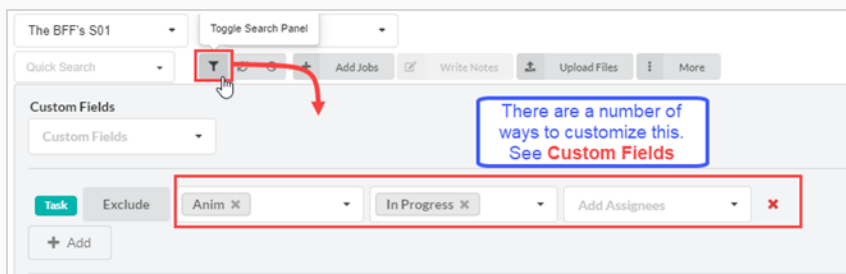 The BFF's S01
Toggle Search Panel
Quick Search
Add Jobs
Write Notes
Upload Files
More
Custom Fields
Custom Fields
There are a number of
ways to customize this.
See Custom Fields
Task
Exclude
Anim
In Progress
Add Assignees
+ Add